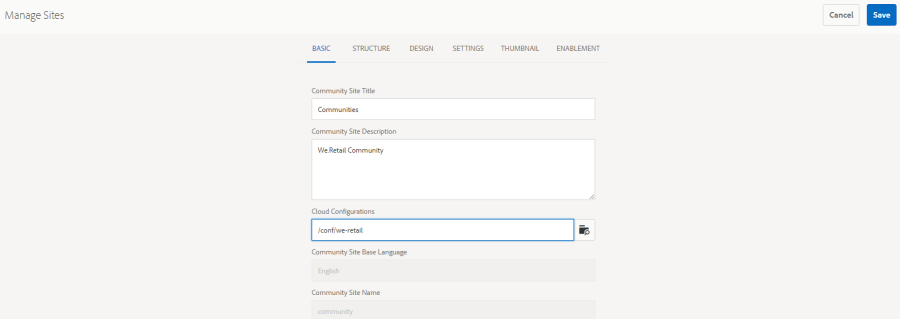 Manage Sites
Cancel
Save
BASIC STRUCTURE DESIGN SETTINGS THUMBNAIL ENABLEMENT
Community Site Title
Communities
Community Site Description
We.Retail Community
Cloud Configurations
/conf/we-retail
Community Site Base Language
English
Community Site Name
community